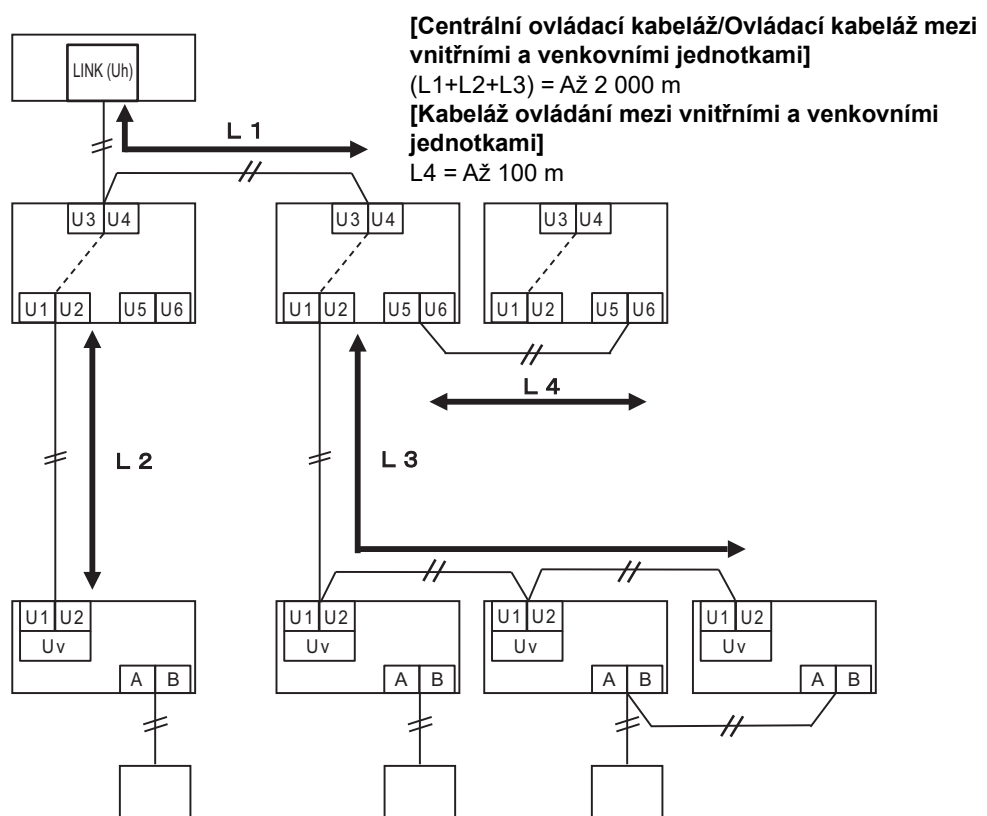 [Centrální ovládací kabeláž/Ovládací kabeláž mezi
vnitřními a venkovními jednotkami]
(L1+L2+L3) = Až 2 000 m
[Kabeláž ovládání mezi vnitřními a venkovními
jednotkami]
L4 = Až 100 m
LINK (Uh)
L 1
U3 U4
U3 U4
U3 U4
U1 U2 U5 U6
U1 U2 U5 U6
U1 U2 U5 U6
L 4
L 2
L 3
U1 U2
Uv
A B
U1 U2
Uv
A B
U1 U2
Uv
A B
U1 U2
Uv
A B